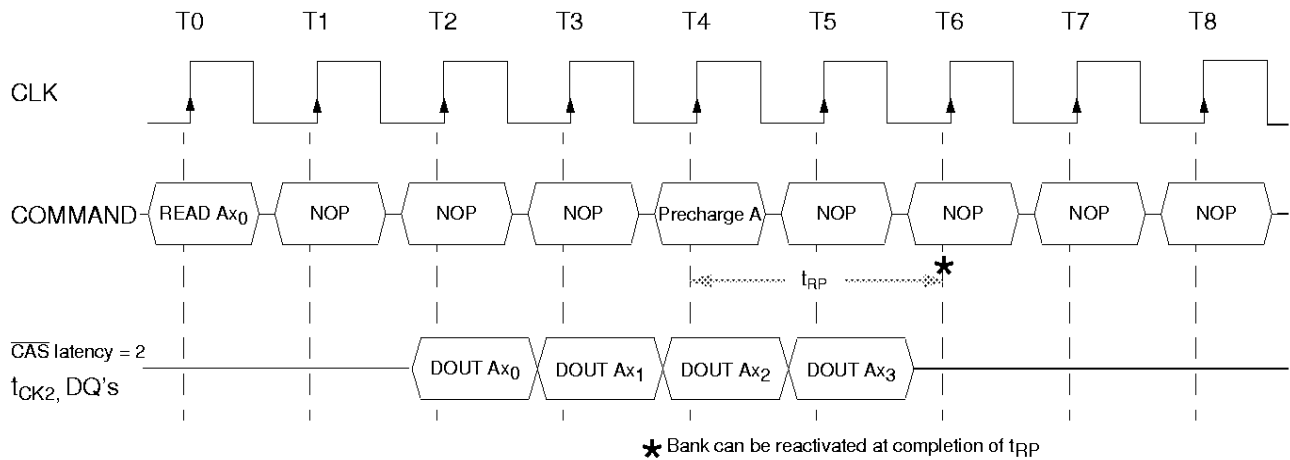 T0 T1 T2 T3 T4 T5 T6 T7 T8
CLK
COMMAND READ Ax0 NOP NOP NOP Precharge A NOP NOP NOP NOP
tRP *
CAS latency = 2
tCK2, DQ's DOUT Ax0 DOUT Ax1 DOUT Ax2 DOUT Ax3
* Bank can be reactivated at completion of tRP